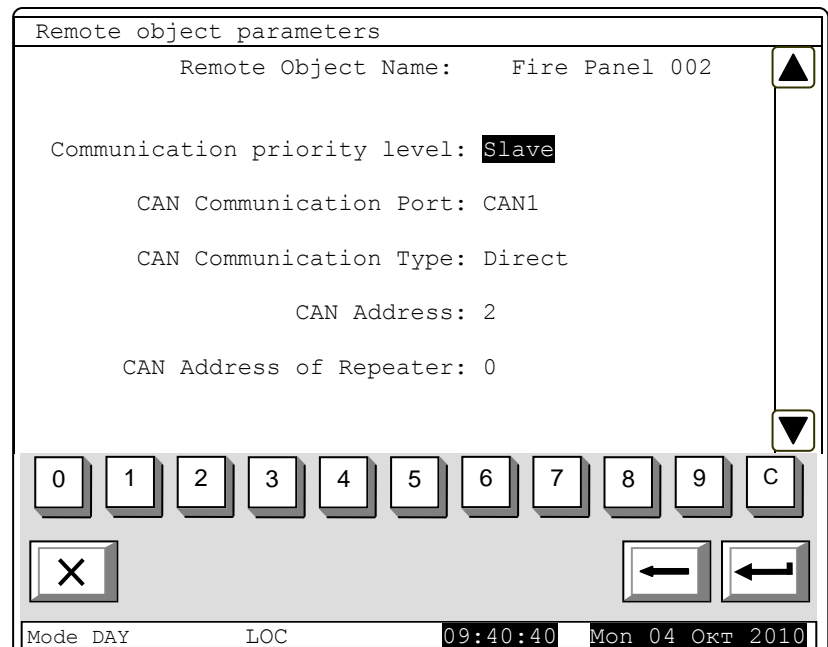 Remote object parameters
Remote Object Name: Fire Panel 002
Communication priority level: Slave
CAN Communication Port: CAN1
CAN Communication Type: Direct
CAN Address: 2
CAN Address of Repeater: 0
0 1 2 3 4 5 6 7 8 9 C
Mode DAY LOC 09:40:40 Mon 04 Окт 2010